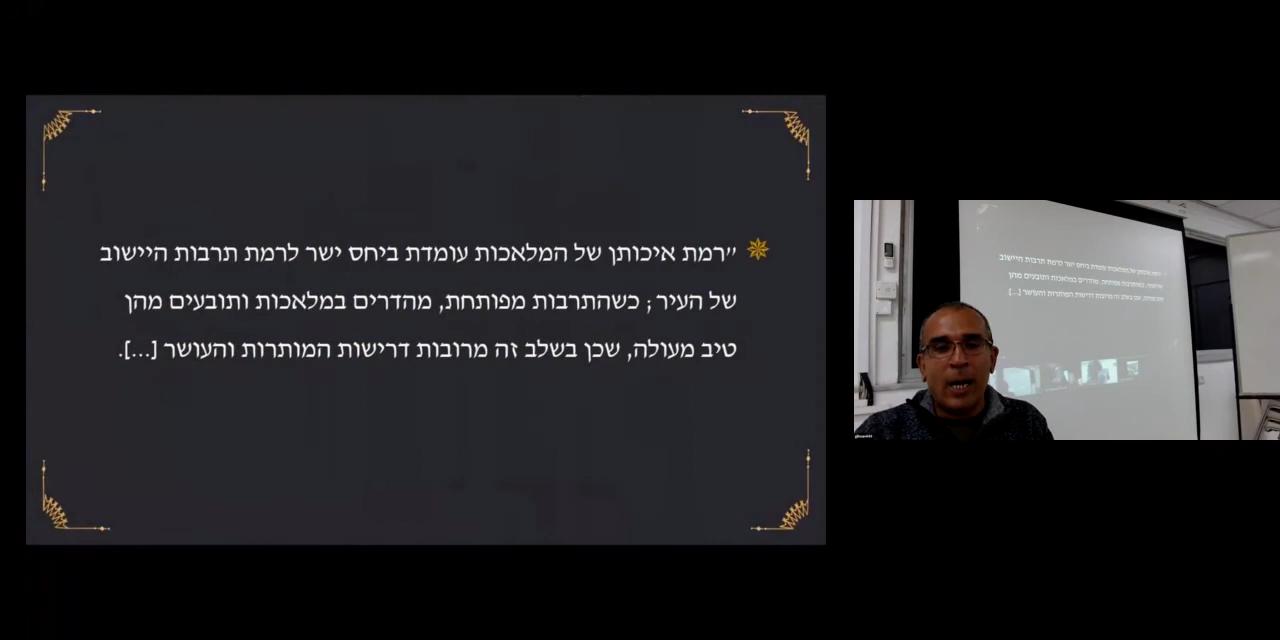 ״רמת איכותן של המלאכות עומדת ביחס ישר לרמת תרבות היישוב
של העיר; כשהתרבות מפותחת, מהדרים במלאכות ותובעים מהן
טיב מעולה, שכן בשלב זה מרובות דרישות המותרות והעושר [...].